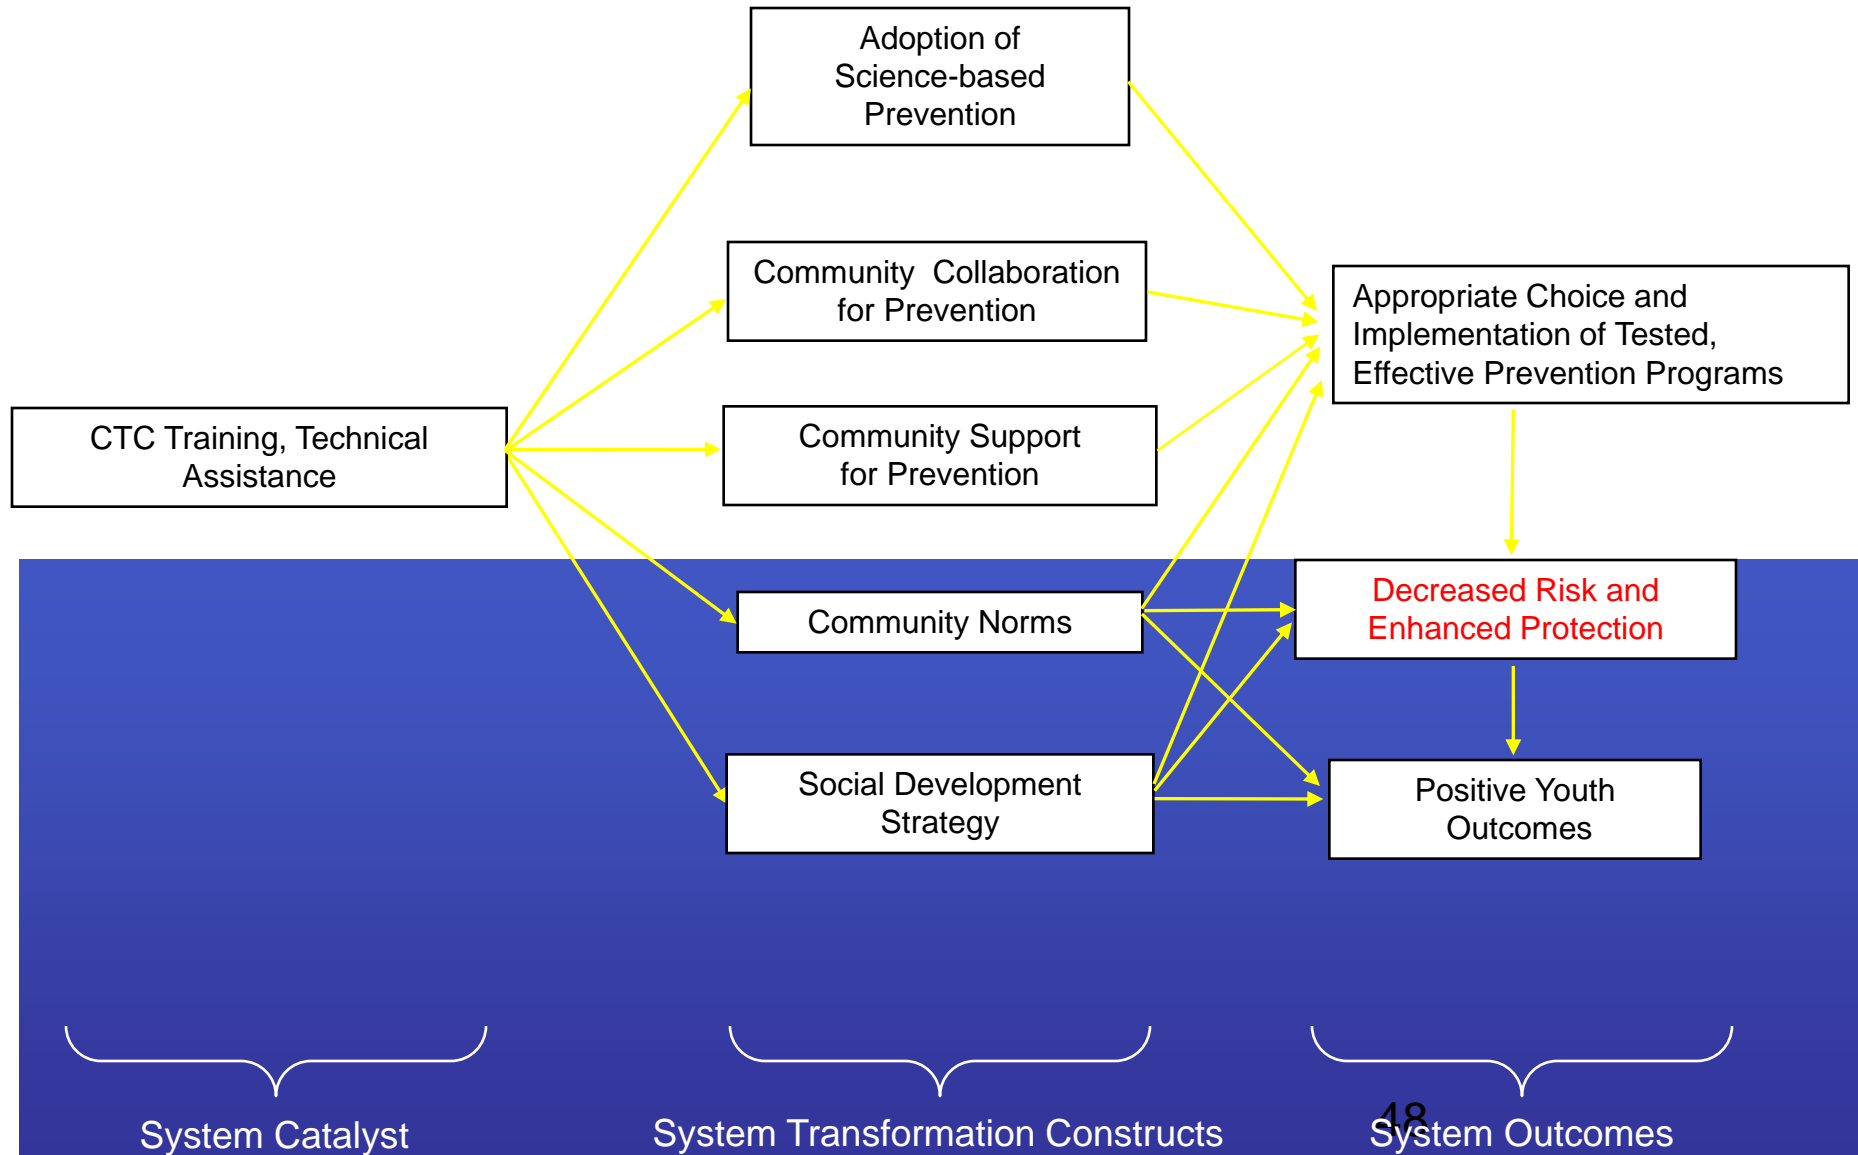 Adoption of
Science-based
Prevention
Community Collaboration
for Prevention
Appropriate Choice and
Implementation of Tested,
Effective Prevention Programs
CTC Training, Technical
Assistance
Community Support
for Prevention
Community Norms
Decreased Risk and
Enhanced Protection
Social Development
Strategy
Positive Youth
Outcomes
System Catalyst
System Transformation Constructs
System Outcomes
48